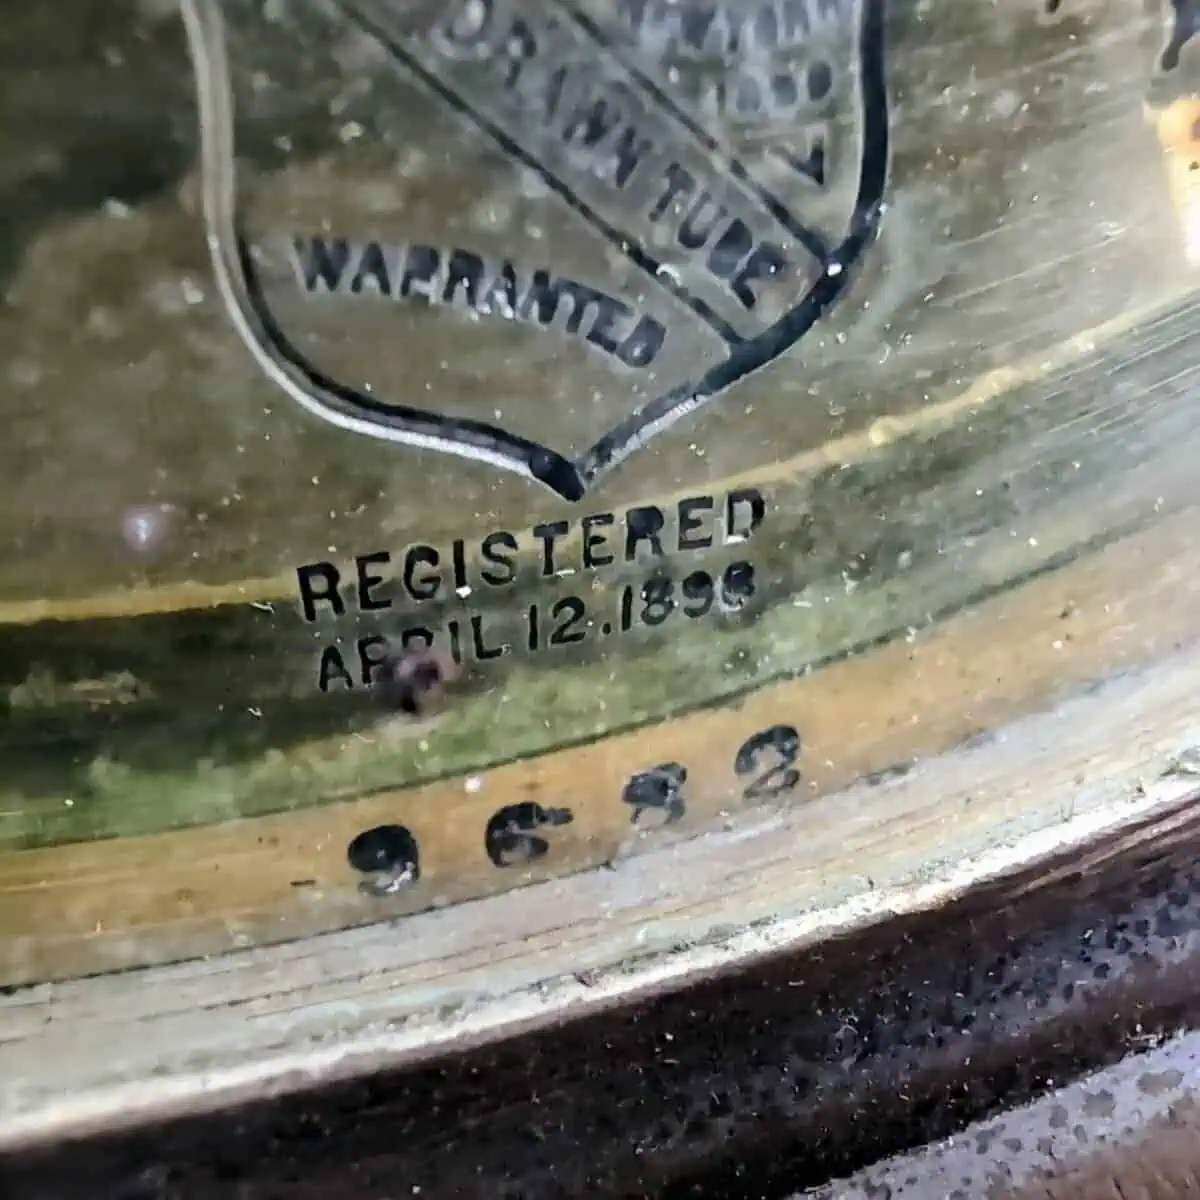 DRAWN TUBE
WARRANTED
REGISTERED
APRIL 12.1898
9682